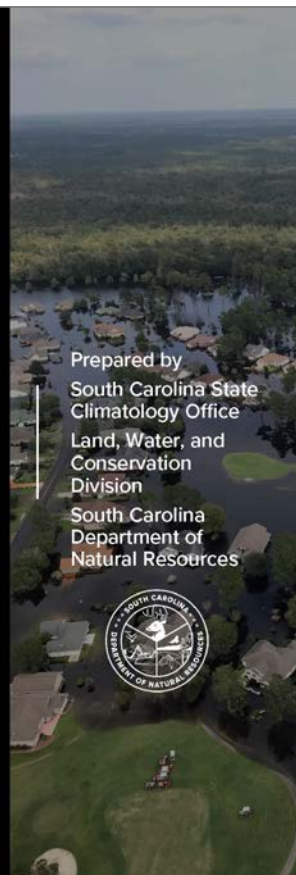 Prepared by
South Carolina State
Climatology Office
Land, Water, and
Conservation
Division
South Carolina
Department of
Natural Resources
SOUTH CAROLINA
DEPARTMENT OF NATURAL RESOURCES